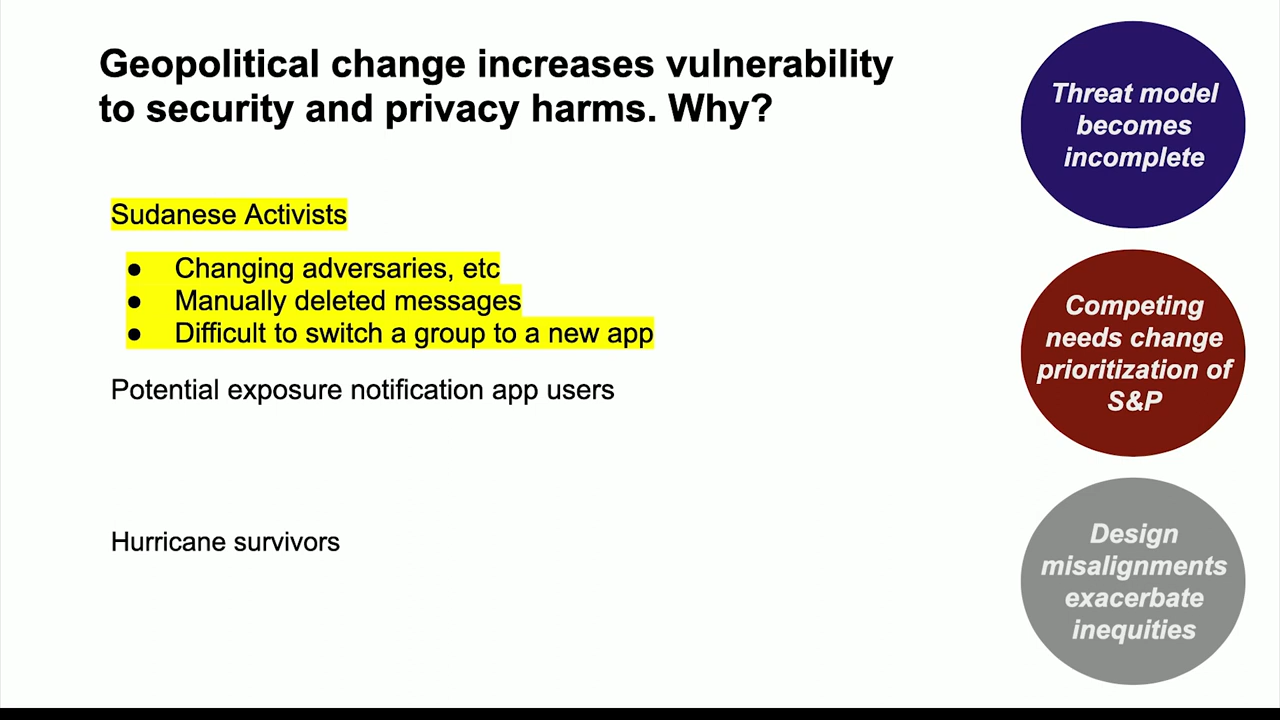 Geopolitical change increases vulnerability
to security and privacy harms. Why?
Sudanese Activists
● Changing adversaries, etc
● Manually deleted messages
● Difficult to switch a group to a new app
Potential exposure notification app users
Hurricane survivors
Threat model
becomes
incomplete
Competing
needs change
prioritization of
S&P
Design
misalignments
exacerbate
inequities